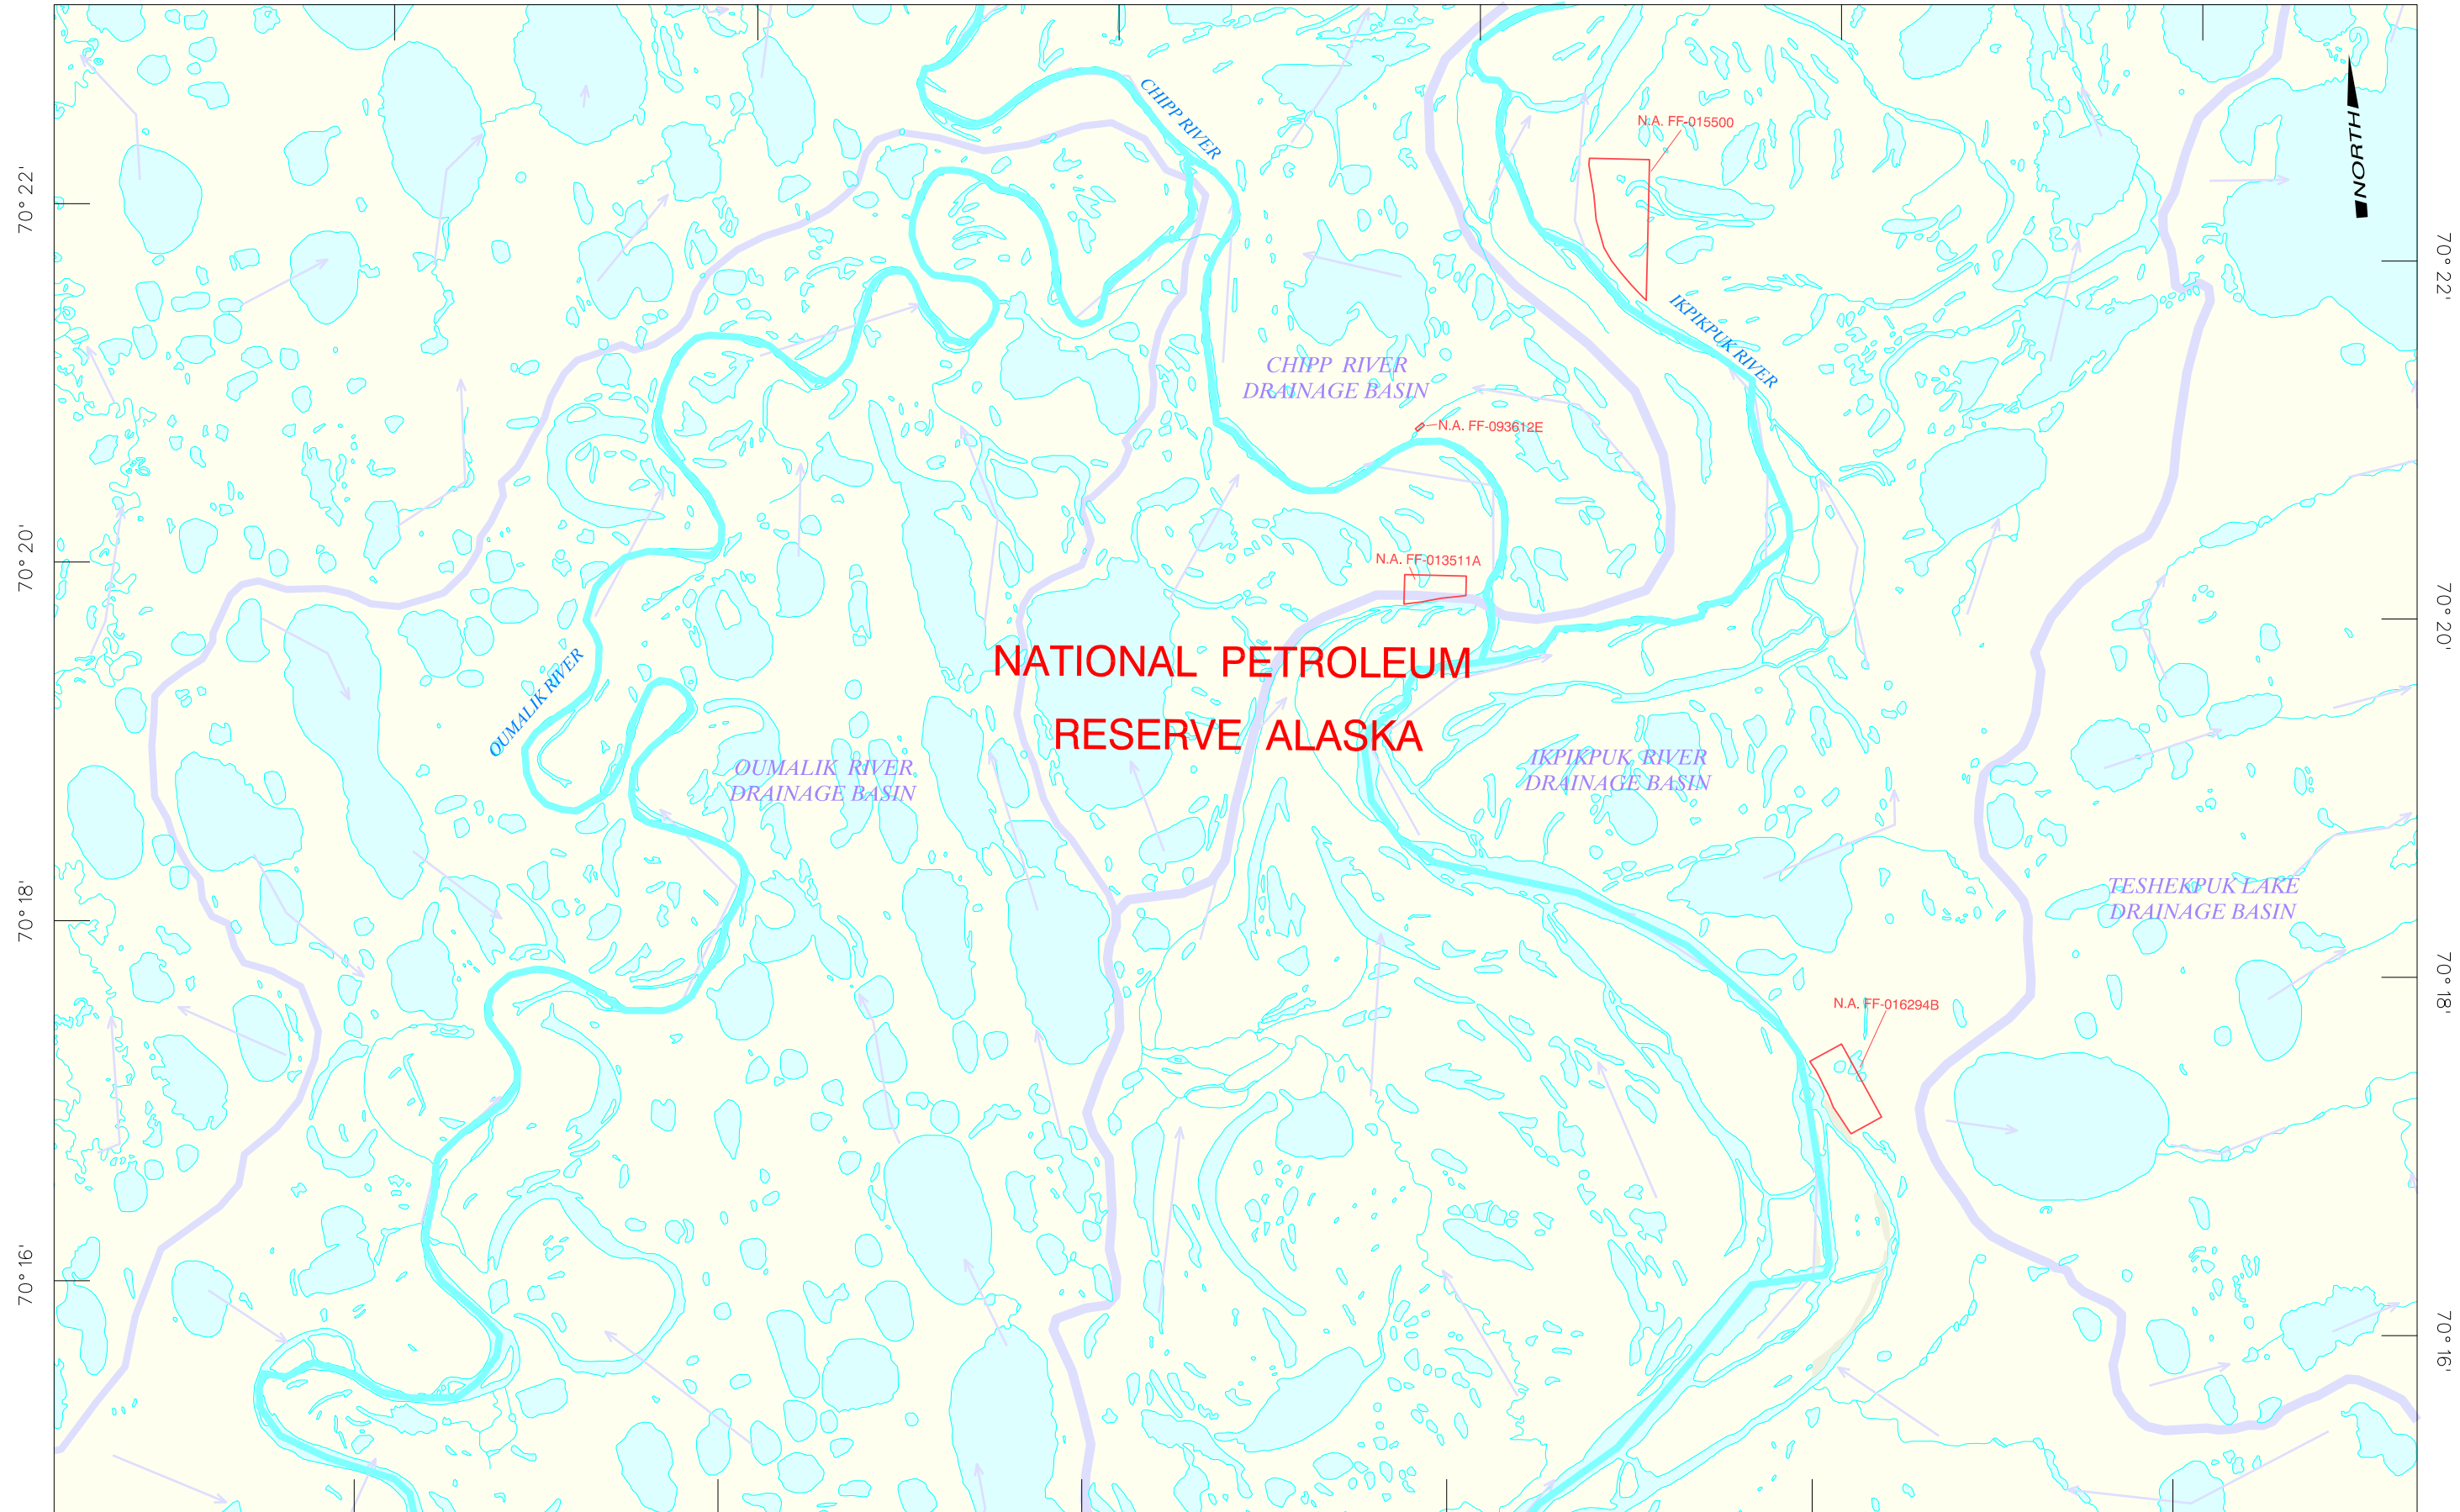 NORTH
CHIPP RIVER
N.A. FF-015500
70° 22'
70° 22'
IKPIKPUK RIVER
CHIPP RIVER
DRAINAGE BASIN
N.A. FF-093612E
70° 20'
N.A. FF-013511A
70° 20'
NATIONAL PETROLEUM
RESERVE ALASKA
OUMALIK RIVER
OUMALIK RIVER
DRAINAGE BASIN
IKPIKPUK RIVER
DRAINAGE BASIN
70° 18'
TESHEKPUK LAKE
DRAINAGE BASIN
70° 18'
N.A. FF-016294B
70° 16'
70° 16'